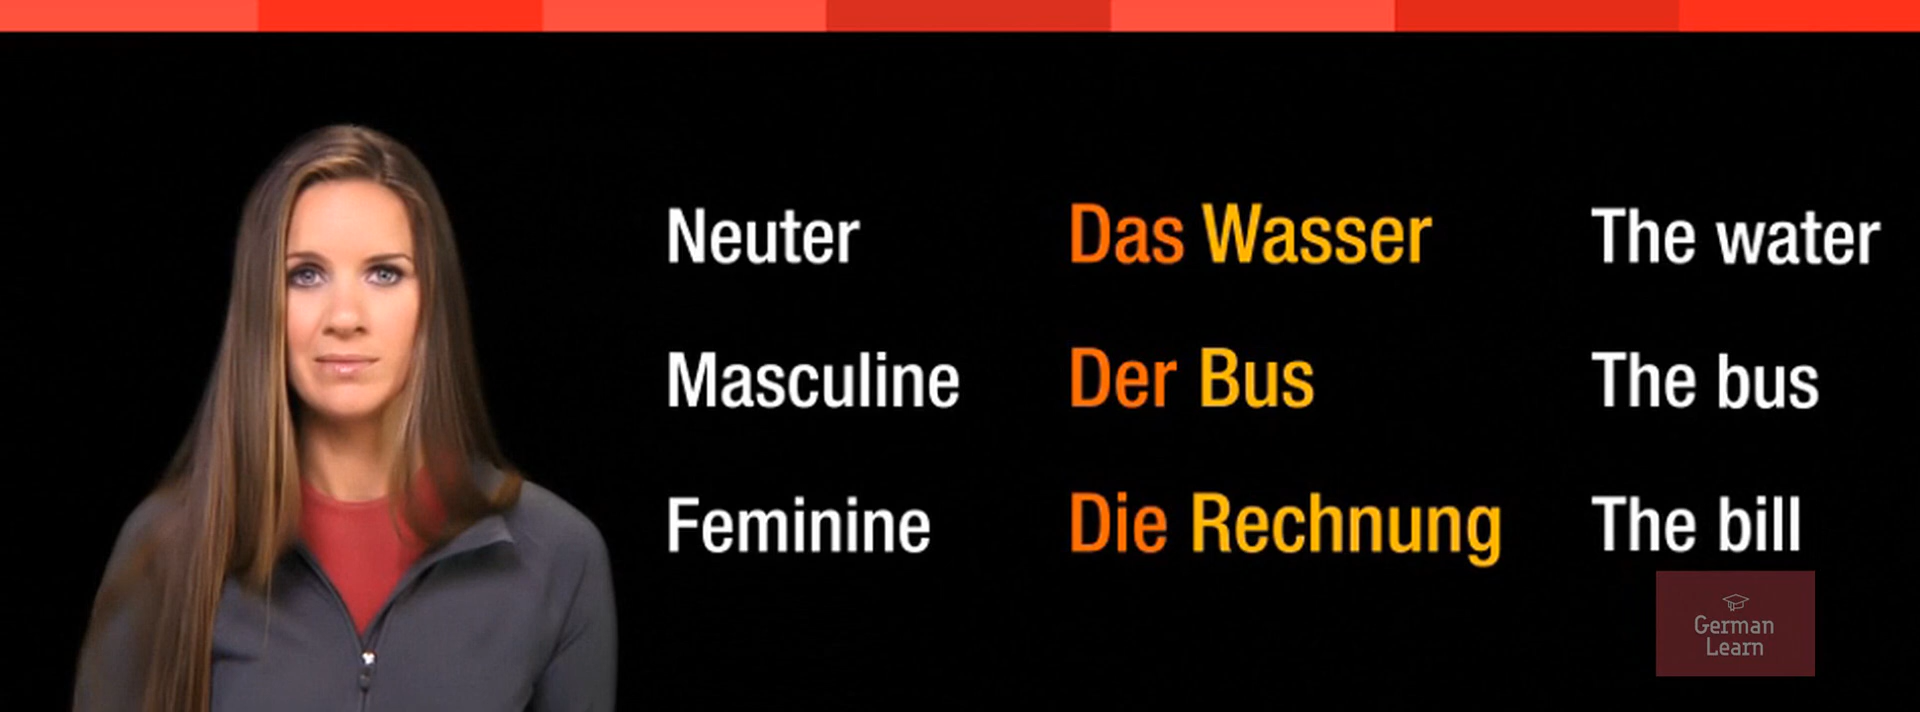 Neuter Das Wasser The water
Masculine Der Bus The bus
Feminine Die Rechnung The bill
German
Learn